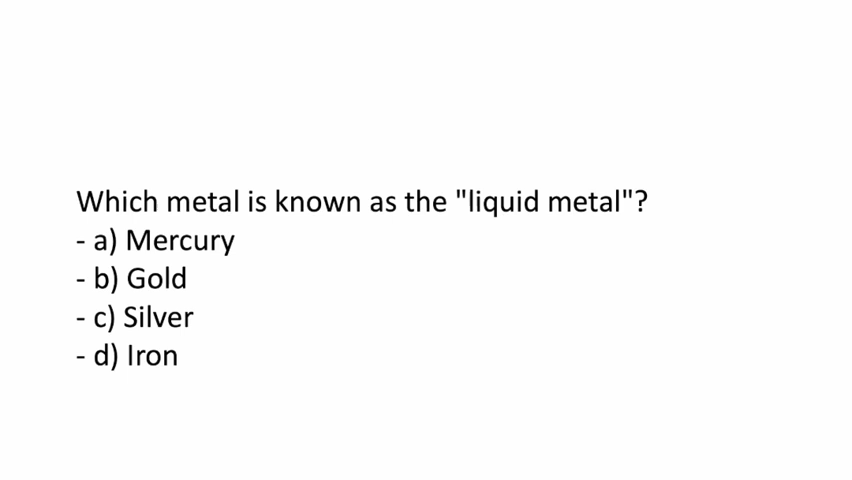 Which metal is known as the "liquid metal"?
- a) Mercury
- b) Gold
- c) Silver
- d) Iron